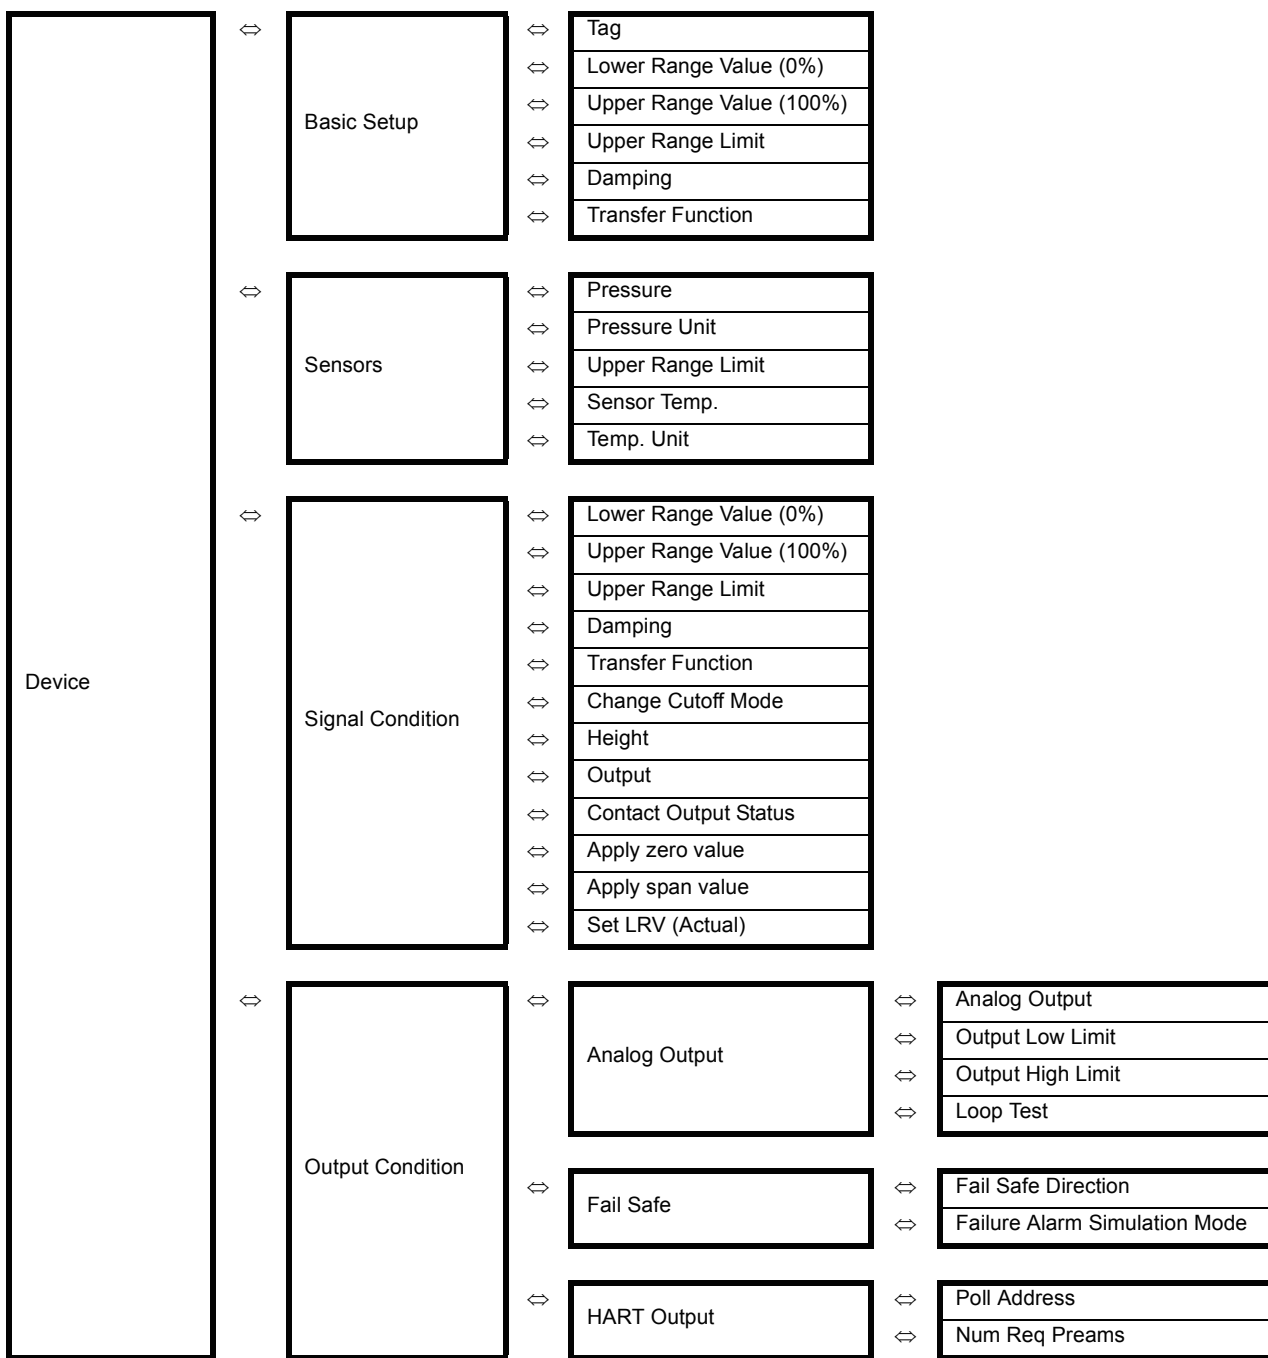 Device
Basic Setup
Tag
Lower Range Value (0%)
Upper Range Value (100%)
Upper Range Limit
Damping
Transfer Function
Sensors
Pressure
Pressure Unit
Upper Range Limit
Sensor Temp.
Temp. Unit
Signal Condition
Lower Range Value (0%)
Upper Range Value (100%)
Upper Range Limit
Damping
Transfer Function
Change Cutoff Mode
Height
Output
Contact Output Status
Apply zero value
Apply span value
Set LRV (Actual)
Output Condition
Analog Output
Analog Output
Output Low Limit
Output High Limit
Loop Test
Fail Safe
Fail Safe Direction
Failure Alarm Simulation Mode
HART Output
Poll Address
Num Req Preams